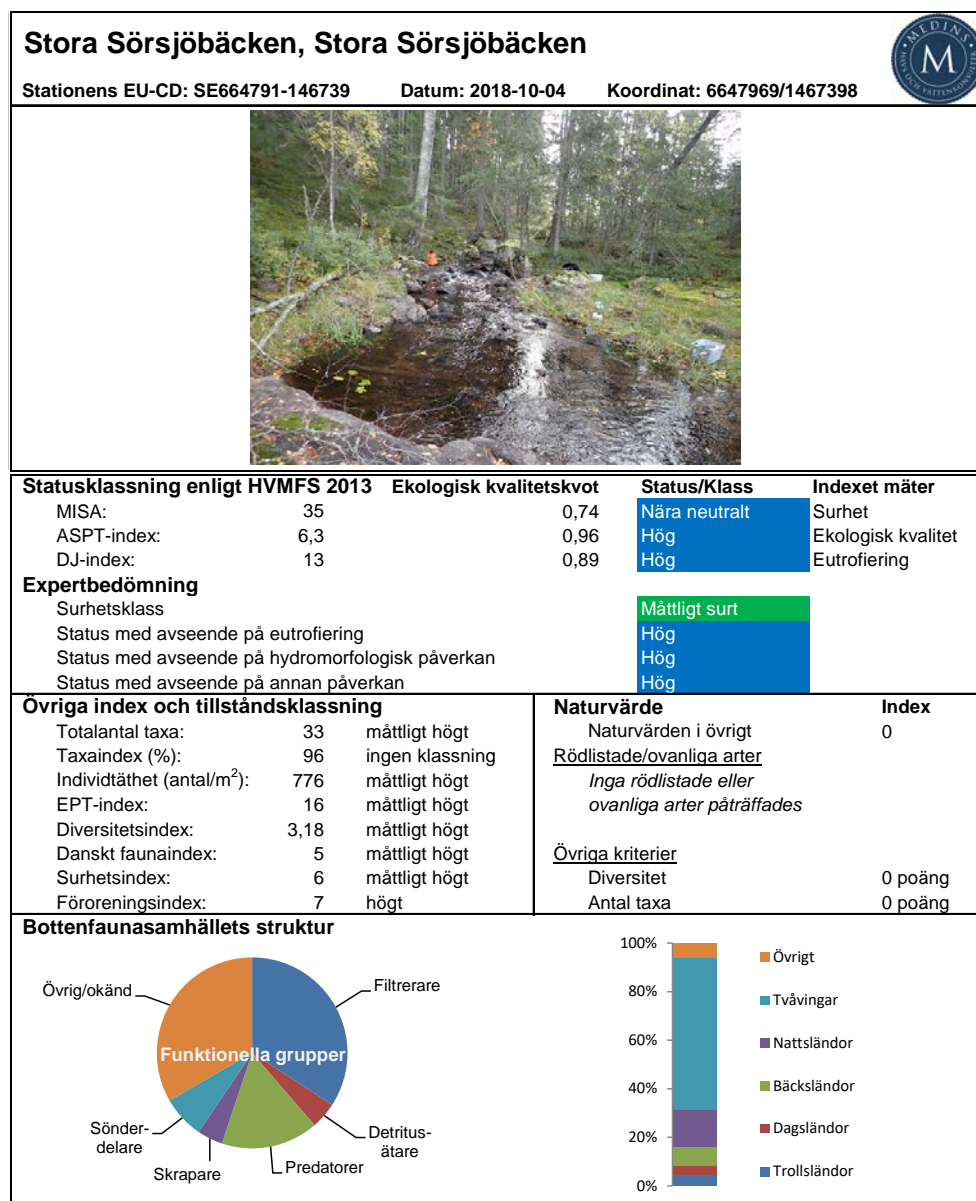 Stora Sörsjöbäcken, Stora Sörsjöbäcken
MEDINS
M
HAVS OCH VATTENKONSULTER
Stationens EU-CD: SE664791-146739 Datum: 2018-10-04 Koordinat: 6647969/1467398
Statusklassning enligt HVMFS 2013 Ekologisk kvalitetskvot Status/Klass Indexet mäter
MISA: 35 0,74 Nära neutralt Surhet
ASPT-index: 6,3 0,96 Hög Ekologisk kvalitet
DJ-index: 13 0,89 Hög Eutrofiering
Expertbedömning
Surhetsklass Måttligt surt
Status med avseende på eutrofiering Hög
Status med avseende på hydromorfologisk påverkan Hög
Status med avseende på annan påverkan Hög
Övriga index och tillståndsklassning
Totalantal taxa: 33 måttligt högt
Taxaindex (%): 96 ingen klassning
Individtäthet (antal/m²): 776 måttligt högt
EPT-index: 16 måttligt högt
Diversitetsindex: 3,18 måttligt högt
Danskt faunaindex: 5 måttligt högt
Surhetsindex: 6 måttligt högt
Föroreningsindex: 7 högt
Naturvärde Index
Naturvärden i övrigt 0
Rödlistade/ovanliga arter
Inga rödlistade eller
ovanliga arter påträffades
Övriga kriterier
Diversitet 0 poäng
Antal taxa 0 poäng
Bottenfaunasamhällets struktur
Övrig/okänd
Filtrerare
Funktionella grupper
Sönder-
delare
Skrapare
Predatorer
Detritus-
ätare
100%
80%
60%
40%
20%
0%
Övrigt
Tvåvingar
Nattsländor
Bäcksländor
Dagsländor
Trollsländor